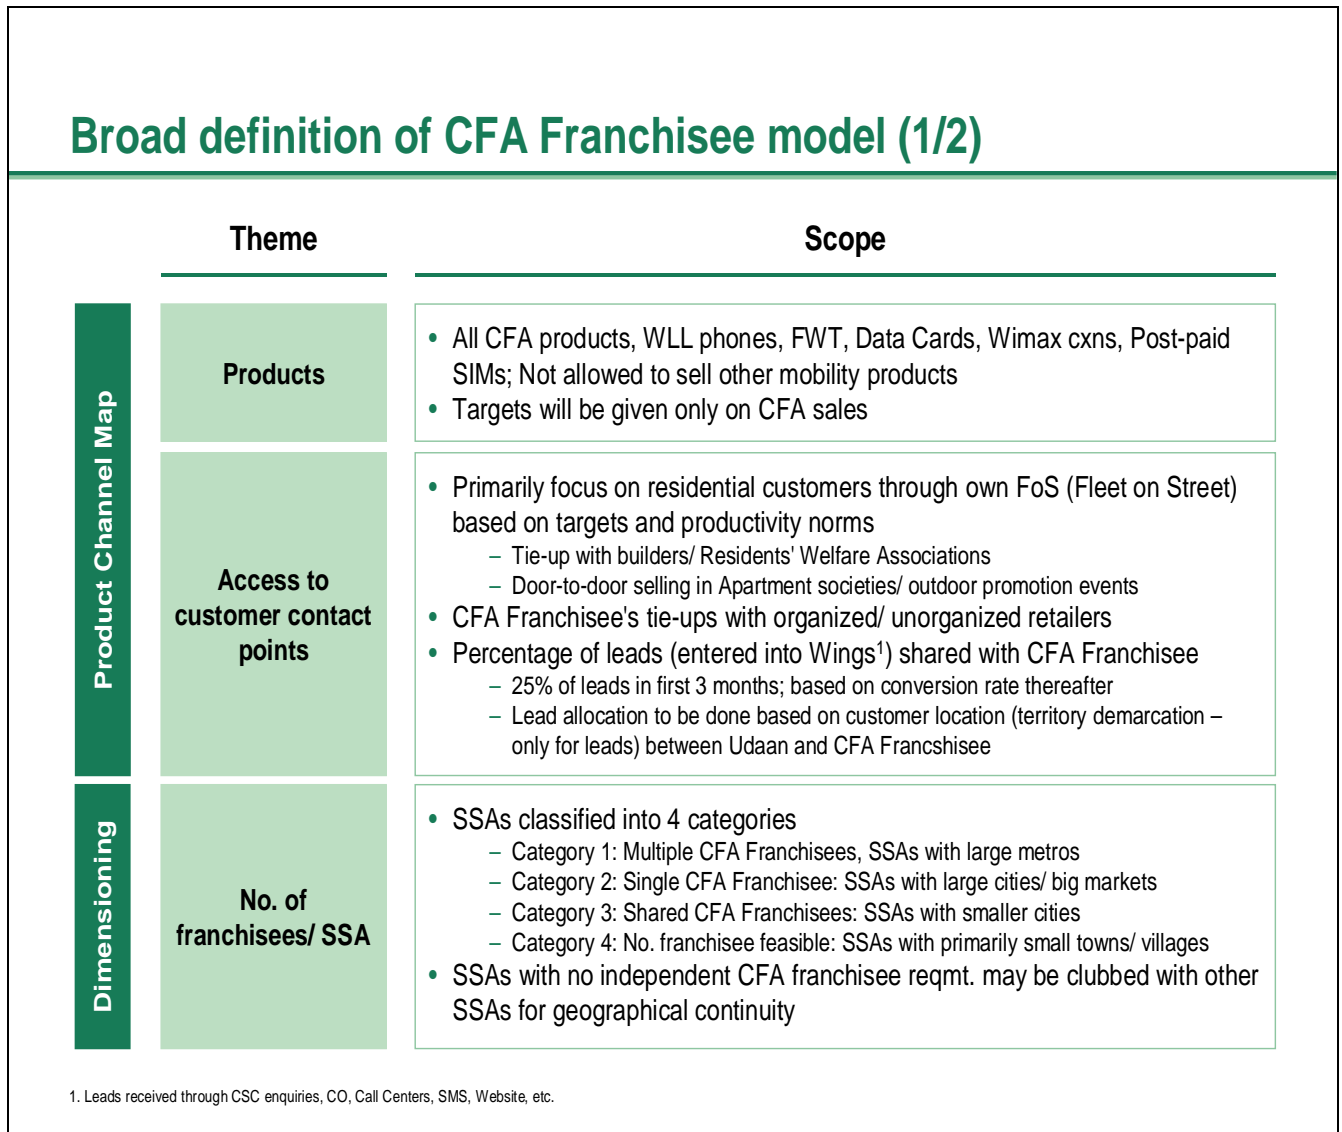 Broad definition of CFA Franchisee model (1/2)
Theme
Scope
Product Channel Map
Products
• All CFA products, WLL phones, FWT, Data Cards, Wimax cxns, Post-paid
SIMs; Not allowed to sell other mobility products
• Targets will be given only on CFA sales
Access to
customer contact
points
• Primarily focus on residential customers through own FoS (Fleet on Street)
based on targets and productivity norms
– Tie-up with builders/ Residents' Welfare Associations
– Door-to-door selling in Apartment societies/ outdoor promotion events
• CFA Franchisee's tie-ups with organized/ unorganized retailers
• Percentage of leads (entered into Wings¹) shared with CFA Franchisee
– 25% of leads in first 3 months; based on conversion rate thereafter
– Lead allocation to be done based on customer location (territory demarcation –
only for leads) between Udaan and CFA Francshisee
Dimensioning
No. of
franchisees/ SSA
• SSAs classified into 4 categories
– Category 1: Multiple CFA Franchisees, SSAs with large metros
– Category 2: Single CFA Franchisee: SSAs with large cities/ big markets
– Category 3: Shared CFA Franchisees: SSAs with smaller cities
– Category 4: No. franchisee feasible: SSAs with primarily small towns/ villages
• SSAs with no independent CFA franchisee reqmt. may be clubbed with other
SSAs for geographical continuity
1. Leads received through CSC enquiries, CO, Call Centers, SMS, Website, etc.